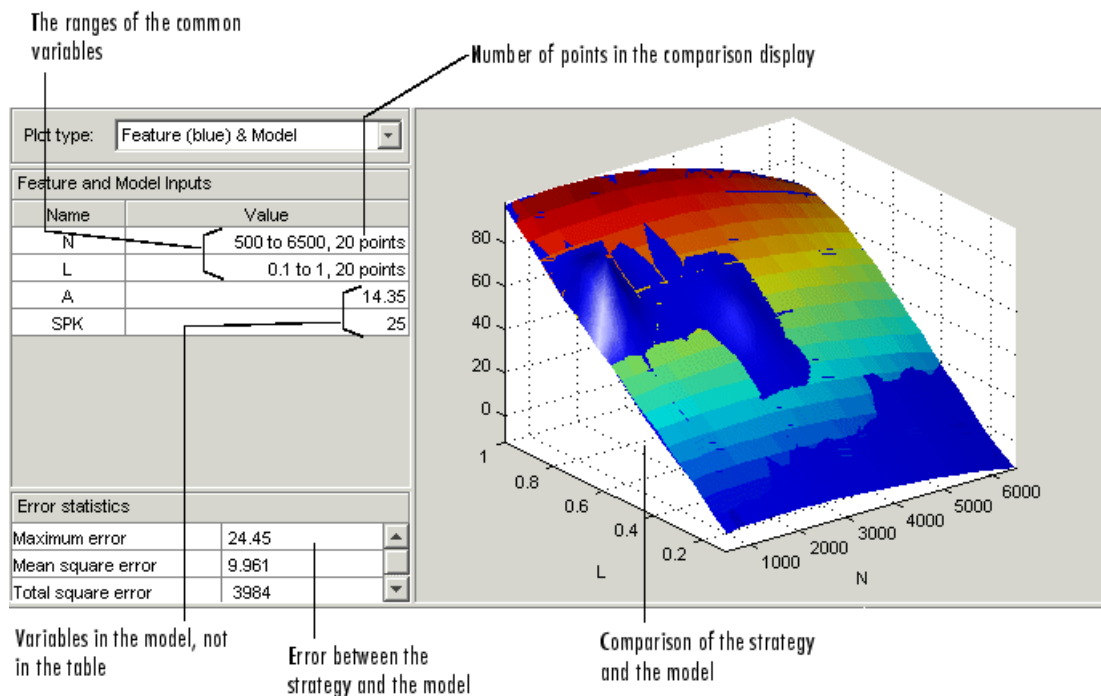 The ranges of the common
variables
Number of points in the comparison display
Plot type: Feature (blue) & Model
Feature and Model Inputs
Name Value
N 500 to 6500, 20 points
L 0.1 to 1, 20 points
A 14.35
SPK 25
Error statistics
Maximum error 24.45
Mean square error 9.961
Total square error 3984
80
60
40
20
0
1
0.8
0.6
0.4
0.2
L
1000
2000
3000
4000
5000
6000
N
Variables in the model, not
in the table
Error between the
strategy and the model
Comparison of the strategy
and the model